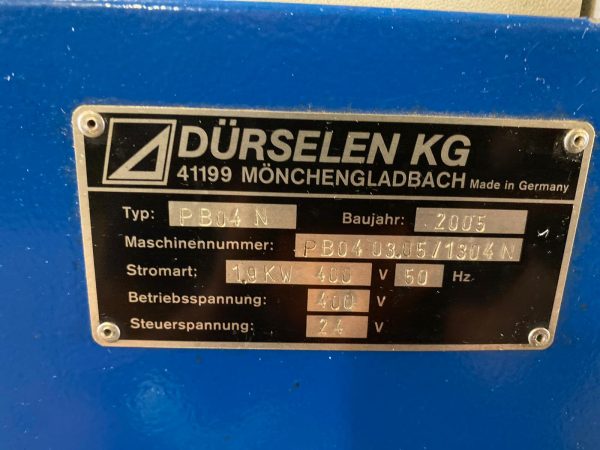 DÜRSELEN KG
41199 MÖNCHENGLADBACH Made in Germany
Typ: PB04 N Baujahr: 2005
Maschinennummer: PB04 03.05/1304 N
Stromart: 1,9 KW 400 V 50 Hz
Betriebsspannung: 400 V
Steuerspannung: 24 V